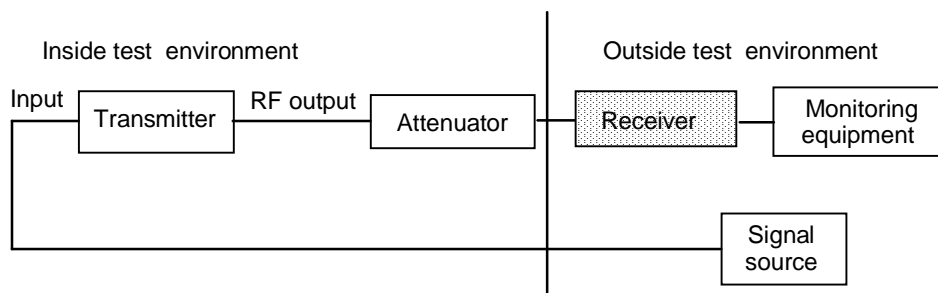 Inside test environment
Outside test environment
Input
Transmitter
RF output
Attenuator
Receiver
Monitoring
equipment
Signal
source